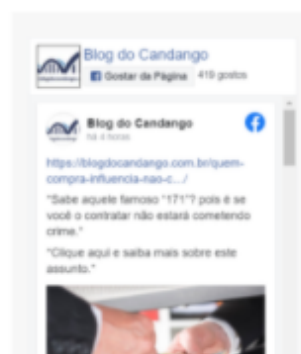 Blog do Candango
Gostar da Página 419 gostos
Blog do Candango
há 4 horas
https://blogdocandango.com.br/quem-
compra-influencia-nao-c.../
"Sabe aquele famoso "171"? pois é se
você o contratar não estará cometendo
crime."
"Clique aqui e saiba mais sobre este
assunto."